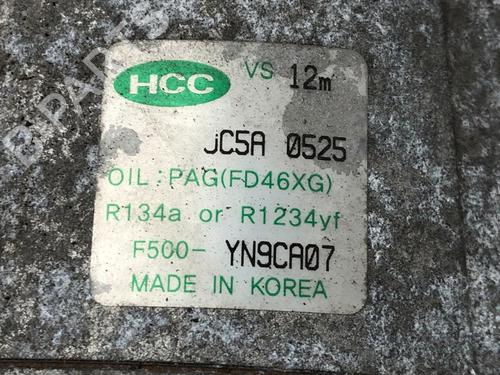 HCC VS 12m
JC5A 0525
OIL : PAG(FD46XG)
R134a or R1234yf
F500- YN9CA07
MADE IN KOREA